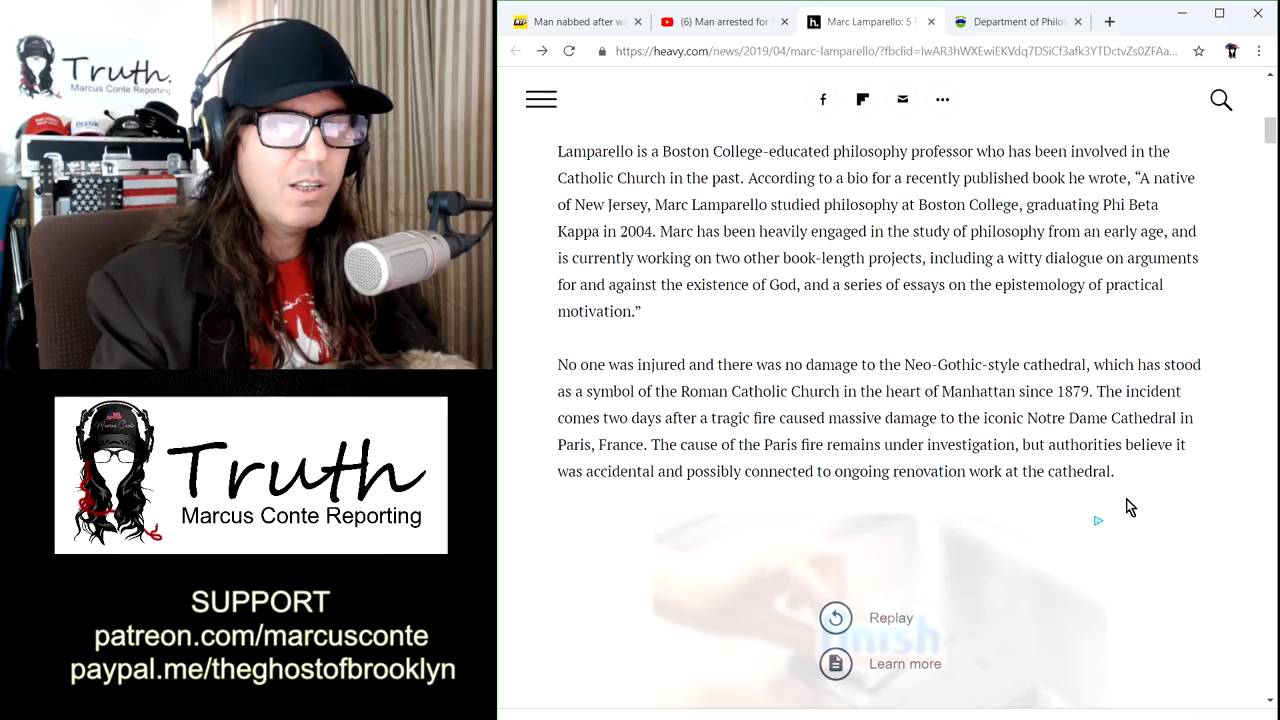 Truth.
Marcus Conte Reporting
Truth
Marcus Conte Reporting
SUPPORT
patreon.com/marcusconte
paypal.me/theghostofbrooklyn
Man nabbed after wa
(6) Man arrested for
h.
Marc Lamparello: 5 F
Department of Philos
https://heavy.com/news/2019/04/marc-lamparello/?fbclid=IwAR3hWXEwiEKVdq7DSiCf3afk3YTDctvZs0ZFAa...
Lamparello is a Boston College-educated philosophy professor who has been involved in the
Catholic Church in the past. According to a bio for a recently published book he wrote, “A native
of New Jersey, Marc Lamparello studied philosophy at Boston College, graduating Phi Beta
Kappa in 2004. Marc has been heavily engaged in the study of philosophy from an early age, and
is currently working on two other book-length projects, including a witty dialogue on arguments
for and against the existence of God, and a series of essays on the epistemology of practical
motivation.”
No one was injured and there was no damage to the Neo-Gothic-style cathedral, which has stood
as a symbol of the Roman Catholic Church in the heart of Manhattan since 1879. The incident
comes two days after a tragic fire caused massive damage to the iconic Notre Dame Cathedral in
Paris, France. The cause of the Paris fire remains under investigation, but authorities believe it
was accidental and possibly connected to ongoing renovation work at the cathedral.
Replay
Learn more